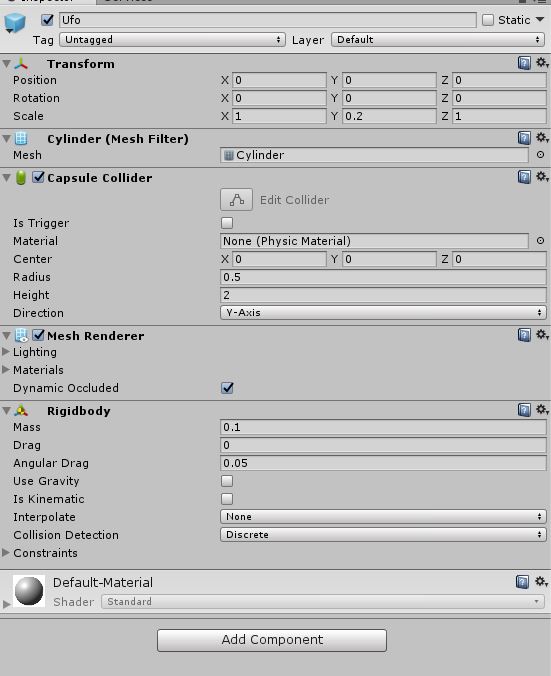 Ufo
Static
Tag Untagged Layer Default
Transform
Position X 0 Y 0 Z 0
Rotation X 0 Y 0 Z 0
Scale X 1 Y 0.2 Z 1
Cylinder (Mesh Filter)
Mesh Cylinder
Capsule Collider
Edit Collider
Is Trigger
Material None (Physic Material)
Center X 0 Y 0 Z 0
Radius 0.5
Height 2
Direction Y-Axis
Mesh Renderer
Lighting
Materials
Dynamic Occluded
Rigidbody
Mass 0.1
Drag 0
Angular Drag 0.05
Use Gravity
Is Kinematic
Interpolate None
Collision Detection Discrete
Constraints
Default-Material
Shader Standard
Add Component